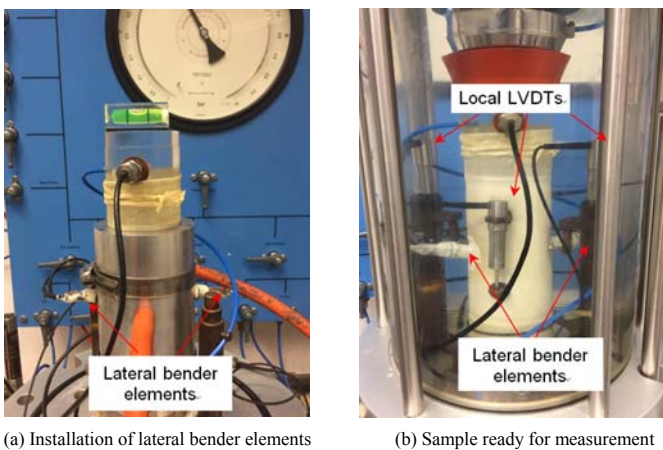 Local LVDTs
Lateral bender
elements
Lateral bender
elements
(a) Installation of lateral bender elements
(b) Sample ready for measurement